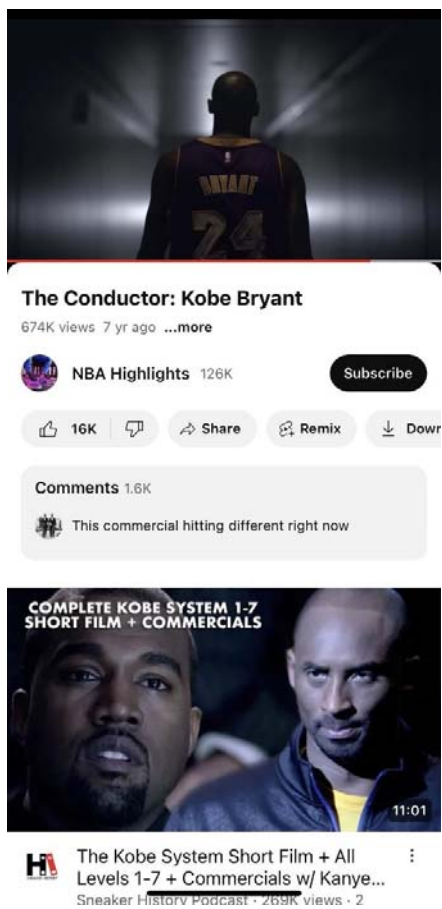 BRYANT
24
The Conductor: Kobe Bryant
674K views 7 yr ago ...more
NBA Highlights 126K
Subscribe
16K
Share
Remix
Down
Comments 1.6K
This commercial hitting different right now
COMPLETE KOBE SYSTEM 1-7
SHORT FILM + COMMERCIALS
11:01
H
The Kobe System Short Film + All
Levels 1-7 + Commercials w/ Kanye...
Sneaker History Podcast · 269K views · 2